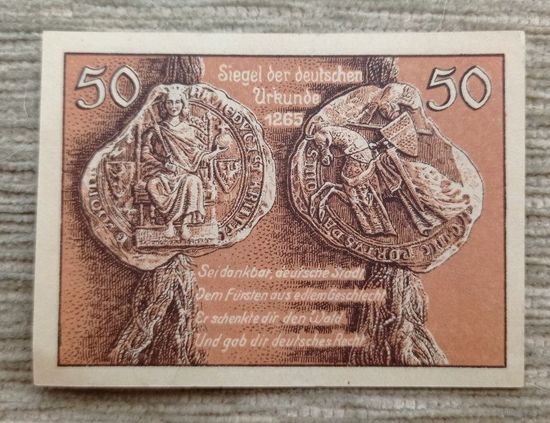 50
Siegel der deutschen
Urkunde
1265
50
Sei dankbar, deutsche Stadt,
Dem Fürsten aus edlem Geschlecht
Er schenkte dir den Wald
Und gab dir deutsches Recht